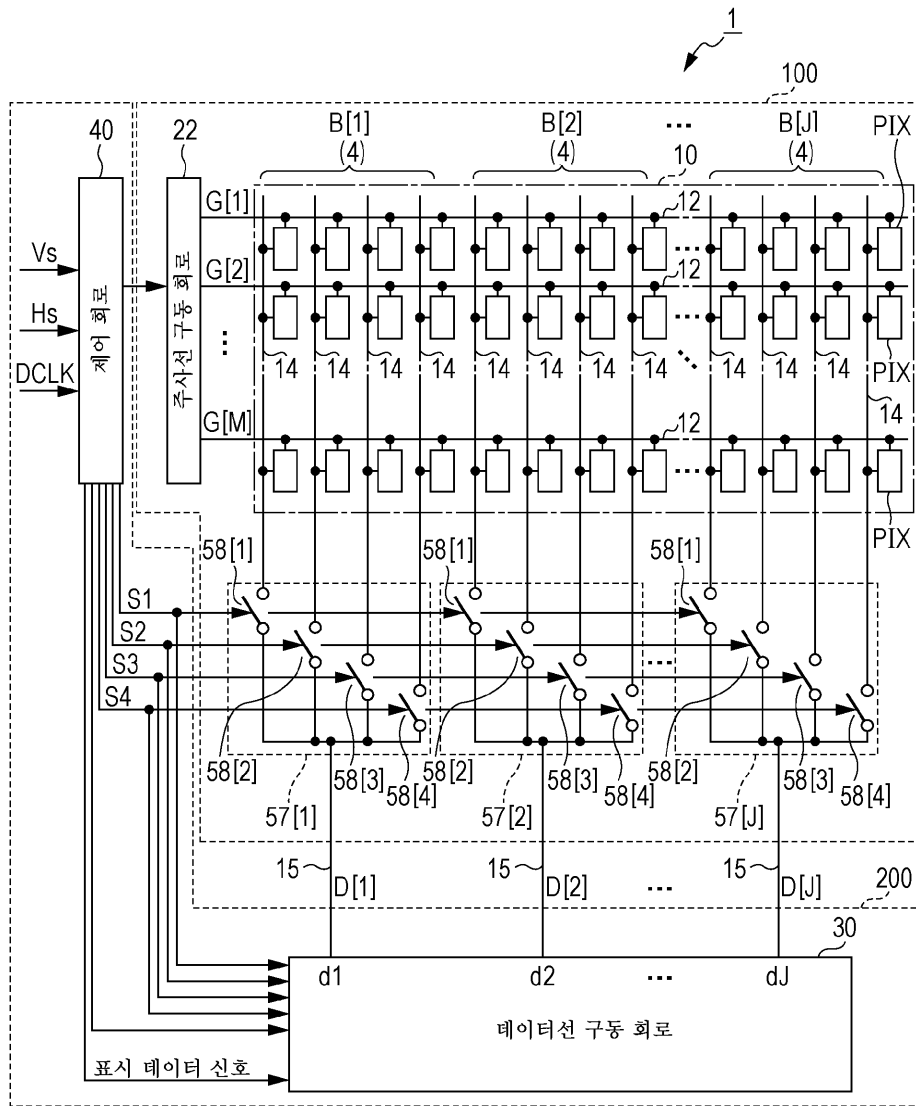 1
100
40
22
B[1]
(4)
B[2]
(4)
...
B[J]
(4)
PIX
10
G[1]
12
12
Vs
G[2]
12
12
Hs
제어 회로
주사선 구동 회로
DCLK
14 14 14 14 14 14 14 14 14 14 14
PIX
14
G[M]
12
PIX
58[1]
58[1]
58[1]
S1
S2
S3
S4
58[2]
58[3]
58[4]
58[2]
58[3]
58[4]
58[2]
58[3]
58[4]
57[1]
57[2]
57[J]
15
D[1]
15
D[2]
...
15
D[J]
200
30
d1
d2
...
dJ
데이터선 구동 회로
표시 데이터 신호